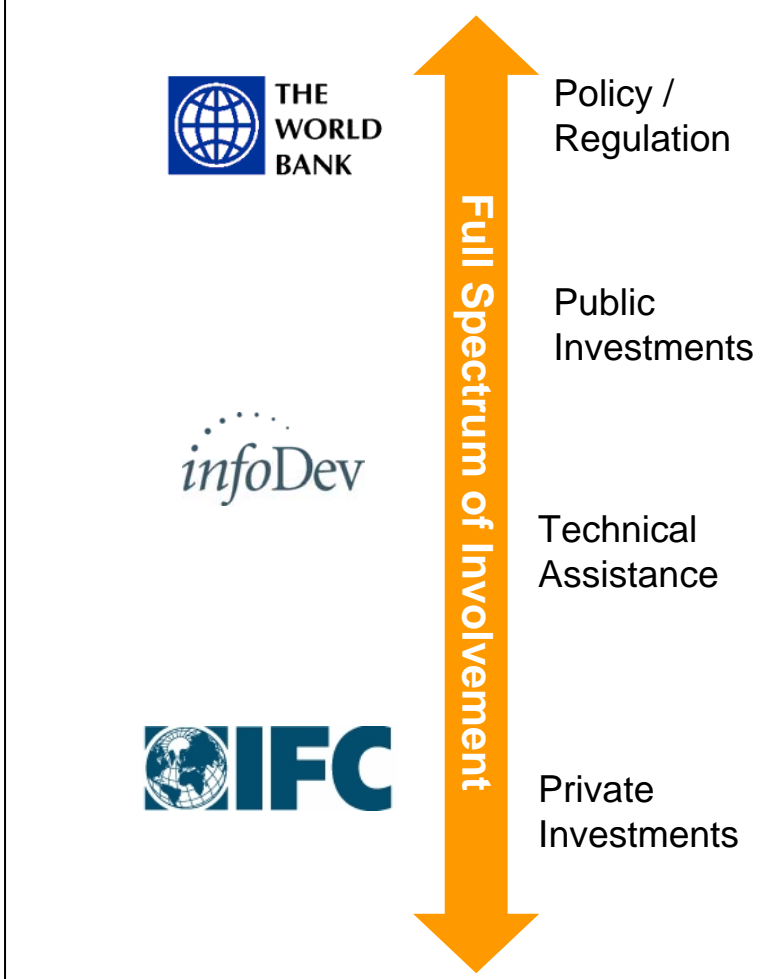 THE
WORLD
BANK
Policy /
Regulation
Full Spectrum of Involvement
Public
Investments
infoDev
Technical
Assistance
IFC
Private
Investments